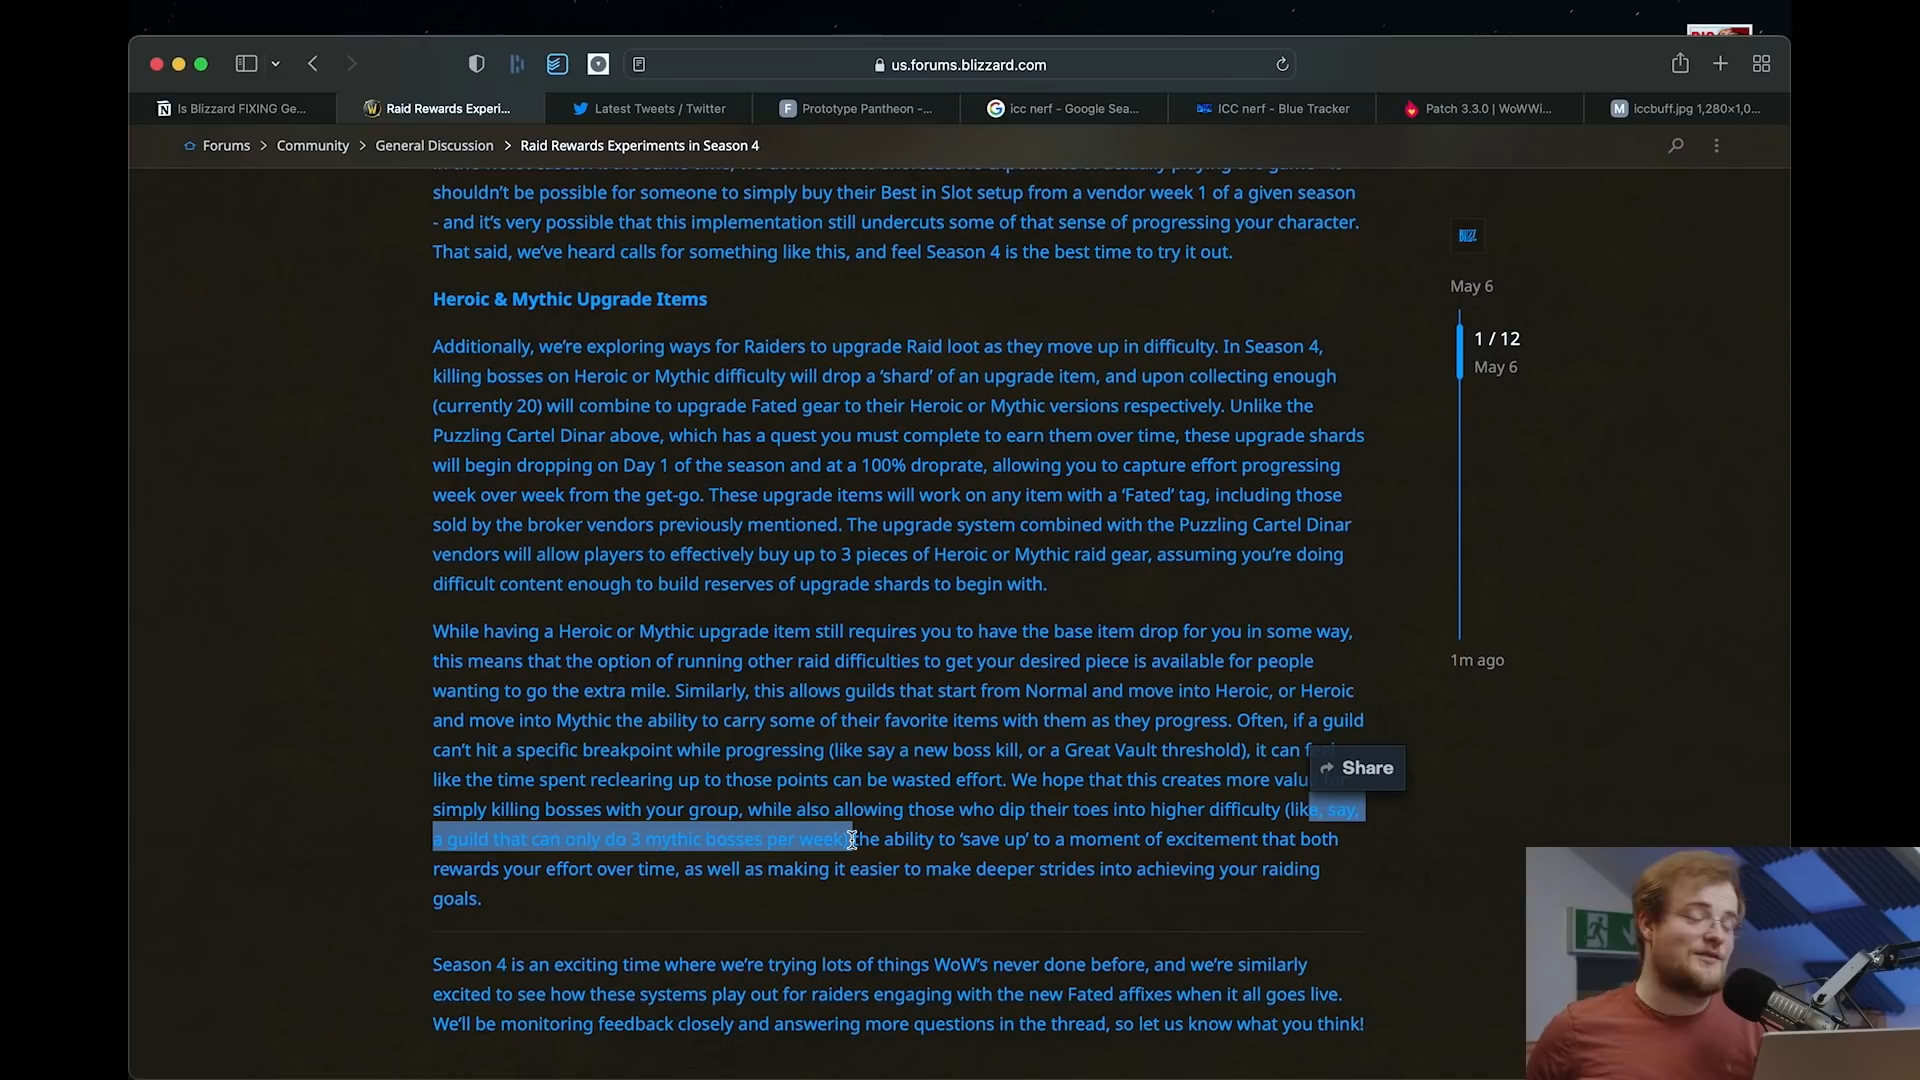 us.forums.blizzard.com
Is Blizzard FIXING Ge...
Raid Rewards Experi...
Latest Tweets / Twitter
Prototype Pantheon -...
icc nerf - Google Sea...
ICC nerf - Blue Tracker
Patch 3.3.0 | WoWWi...
iccbuff.jpg 1,280×1,0...
Forums > Community > General Discussion > Raid Rewards Experiments in Season 4
shouldn't be possible for someone to simply buy their Best in Slot setup from a vendor week 1 of a given season
- and it's very possible that this implementation still undercuts some of that sense of progressing your character.
That said, we've heard calls for something like this, and feel Season 4 is the best time to try it out.
Heroic & Mythic Upgrade Items
Additionally, we're exploring ways for Raiders to upgrade Raid loot as they move up in difficulty. In Season 4,
killing bosses on Heroic or Mythic difficulty will drop a 'shard' of an upgrade item, and upon collecting enough
(currently 20) will combine to upgrade Fated gear to their Heroic or Mythic versions respectively. Unlike the
Puzzling Cartel Dinar above, which has a quest you must complete to earn them over time, these upgrade shards
will begin dropping on Day 1 of the season and at a 100% droprate, allowing you to capture effort progressing
week over week from the get-go. These upgrade items will work on any item with a 'Fated' tag, including those
sold by the broker vendors previously mentioned. The upgrade system combined with the Puzzling Cartel Dinar
vendors will allow players to effectively buy up to 3 pieces of Heroic or Mythic raid gear, assuming you're doing
difficult content enough to build reserves of upgrade shards to begin with.
While having a Heroic or Mythic upgrade item still requires you to have the base item drop for you in some way,
this means that the option of running other raid difficulties to get your desired piece is available for people
wanting to go the extra mile. Similarly, this allows guilds that start from Normal and move into Heroic, or Heroic
and move into Mythic the ability to carry some of their favorite items with them as they progress. Often, if a guild
can't hit a specific breakpoint while progressing (like say a new boss kill, or a Great Vault threshold), it can
like the time spent reclearing up to those points can be wasted effort. We hope that this creates more
simply killing bosses with your group, while also allowing those who dip their toes into higher difficulty (like, say,
a guild that can only do 3 mythic bosses per week) the ability to 'save up' to a moment of excitement that both
rewards your effort over time, as well as making it easier to make deeper strides into achieving your raiding
goals.
Share
Season 4 is an exciting time where we're trying lots of things WoW's never done before, and we're similarly
excited to see how these systems play out for raiders engaging with the new Fated affixes when it all goes live.
We'll be monitoring feedback closely and answering more questions in the thread, so let us know what you think!
BLIZZ
May 6
1 / 12
May 6
1m ago